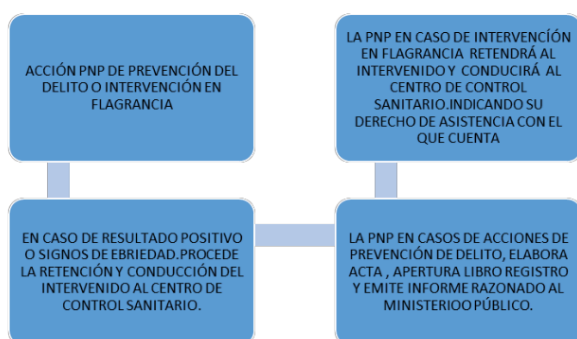 ACCIÓN PNP DE PREVENCIÓN DEL
DELITO O INTERVENCIÓN EN
FLAGRANCIA
EN CASO DE RESULTADO POSITIVO
O SIGNOS DE EBRIEDAD.PROCEDE
LA RETENCIÓN Y CONDUCCIÓN DEL
INTERVENIDO AL CENTRO DE
CONTROL SANITARIO.
LA PNP EN CASOS DE ACCIONES DE
PREVENCIÓN DE DELITO, ELABORA
ACTA , APERTURA LIBRO REGISTRO
Y EMITE INFORME RAZONADO AL
MINISTERIOO PÚBLICO.
LA PNP EN CASO DE INTERVENCÍÓN
EN FLAGRANCIA RETENDRÁ AL
INTERVENIDO Y CONDUCIRÁ AL
CENTRO DE CONTROL
SANITARIO.INDICANDO SU
DERECHO DE ASISTENCIA CON EL
QUE CUENTA